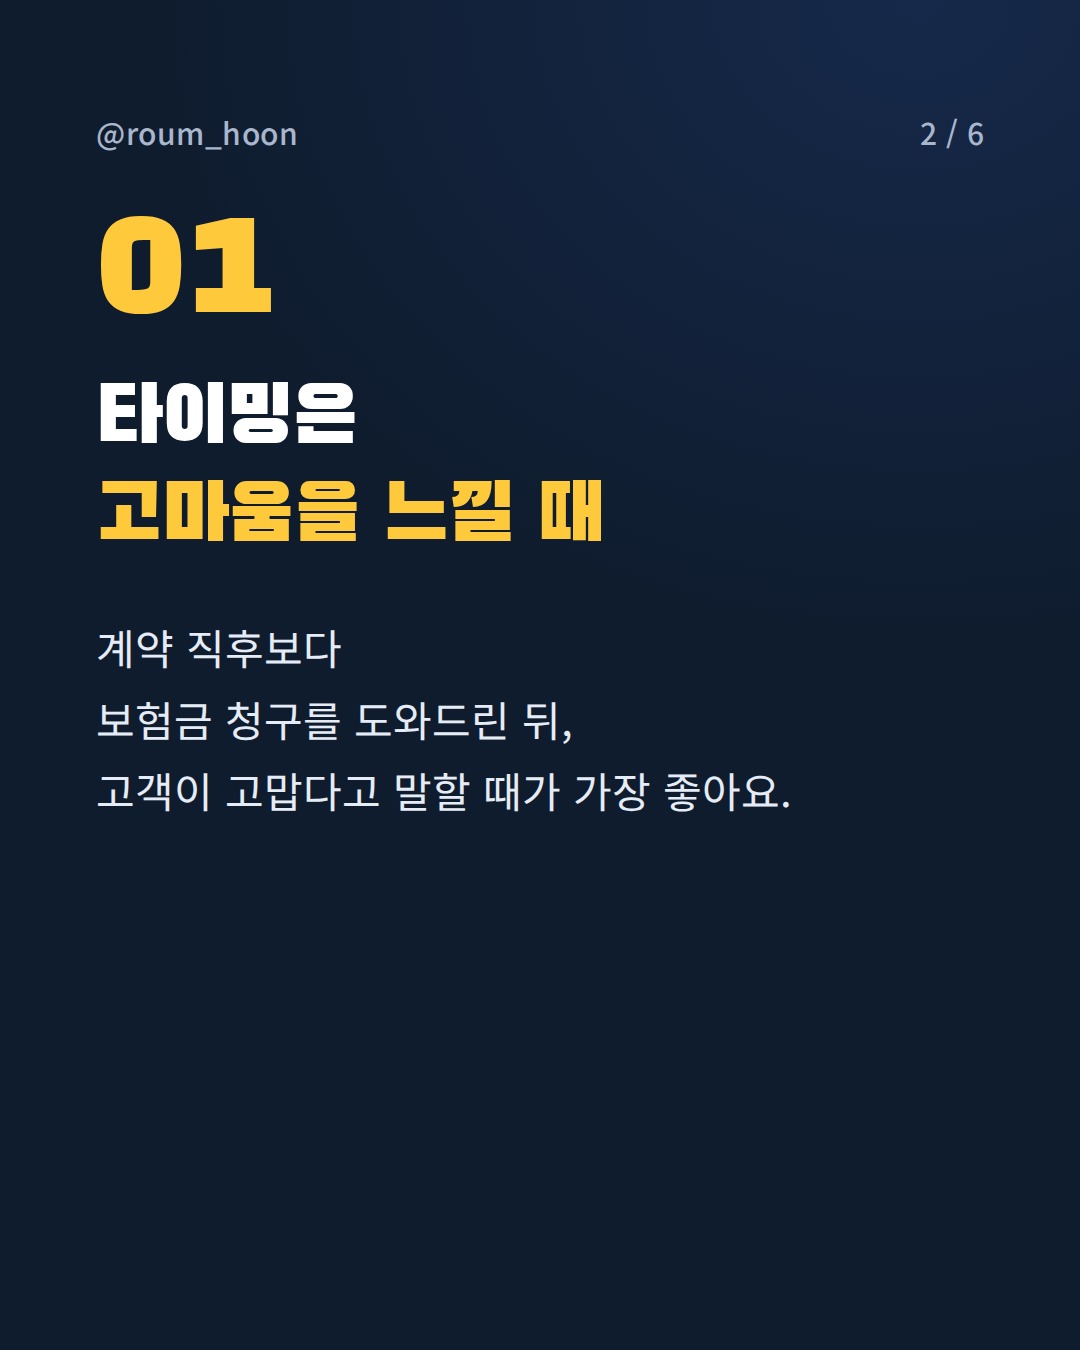 @roum_hoon
2 / 6
01
타이밍은
고마움을 느낄 때
계약 직후보다
보험금 청구를 도와드린 뒤,
고객이 고맙다고 말할 때가 가장 좋아요.